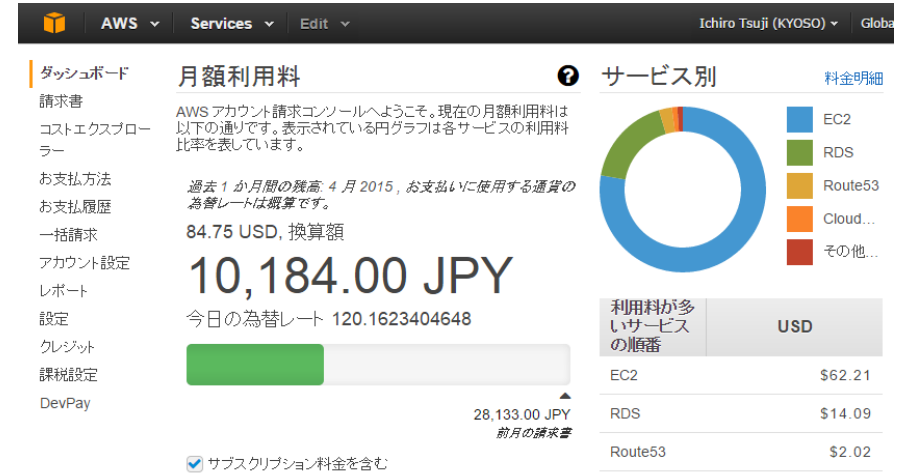 AWS Services Edit Ichiro Tsuji (KYOSO) Globa
ダッシュボード
請求書
コストエクスプロー
ラー
お支払方法
お支払履歴
一括請求
アカウント設定
レポート
設定
クレジット
課税設定
DevPay
月額利用料
AWS アカウント請求コンソールへようこそ。現在の月額利用料は
以下の通りです。表示されている円グラフは各サービスの利用料
比率を表しています。
過去 1 か月間の残高: 4 月 2015 , お支払いに使用する通貨の
為替レートは概算です。
84.75 USD, 換算額
10,184.00 JPY
今日の為替レート 120.1623404648
28,133.00 JPY
前月の請求書
サブスクリプション料金を含む
サービス別 料金明細
EC2
RDS
Route53
Cloud...
その他...
利用料が多
いサービス
の順番
USD
EC2 $62.21
RDS $14.09
Route53 $2.02